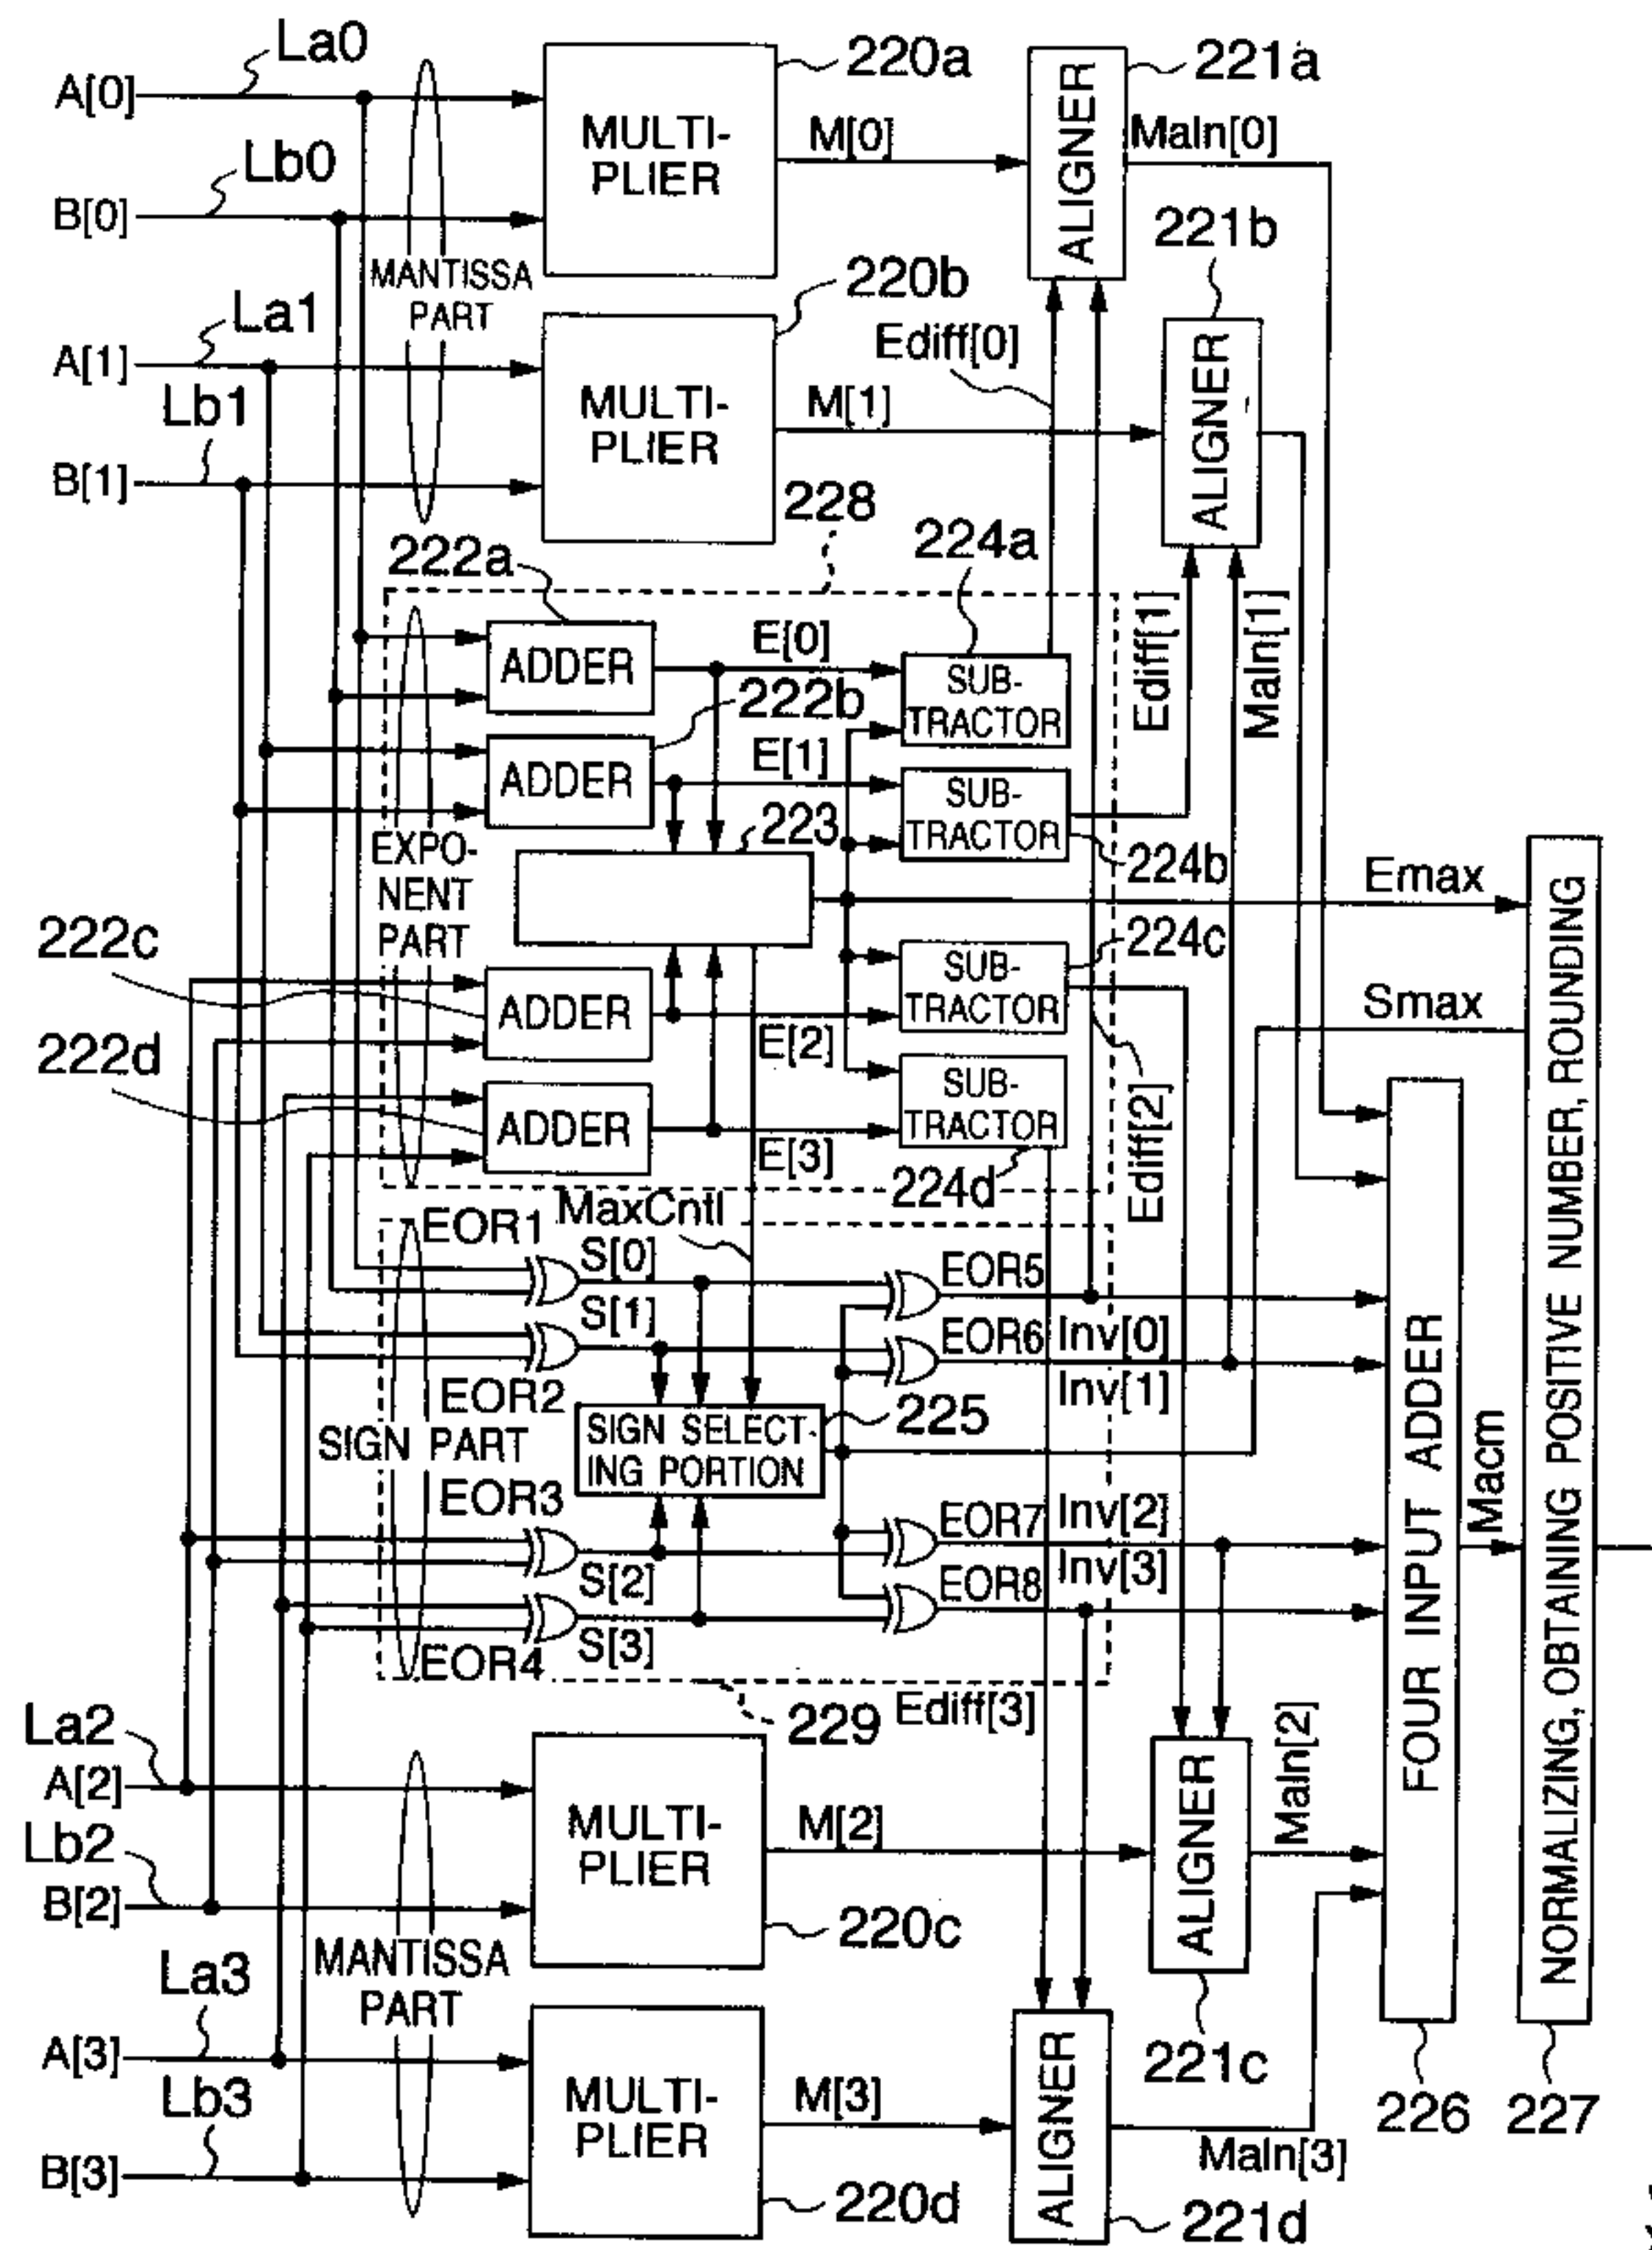 La0
A[0]
Lb0
B[0]
La1
A[1]
Lb1
B[1]
MANTISSA
PART
220a
MULTI-
PLIER
M[0]
221a
ALIGNER
Maln[0]
220b
MULTI-
PLIER
M[1]
221b
ALIGNER
Ediff[0]
228
222a
224a
ADDER
E[0]
222b
ADDER
E[1]
SUB-
TRACTOR
SUB-
TRACTOR
224b
Ediff[1]
Maln[1]
223
EXPO-
NENT
PART
Emax
222c
ADDER
E[2]
SUB-
TRACTOR
224c
Smax
222d
ADDER
E[3]
SUB-
TRACTOR
224d
Ediff[2]
MaxCntl
EOR1
S[0]
S[1]
EOR2
EOR5
EOR6
Inv[0]
Inv[1]
SIGN PART
SIGN SELECT-
ING PORTION
225
EOR3
S[2]
S[3]
EOR4
EOR7
Inv[2]
Inv[3]
EOR8
229
Ediff[3]
FOUR INPUT ADDER
Macm
NORMALIZING, OBTAINING POSITIVE NUMBER, ROUNDING
La2
A[2]
Lb2
B[2]
La3
A[3]
Lb3
B[3]
MANTISSA
PART
MULTI-
PLIER
M[2]
220c
ALIGNER
Maln[2]
221c
MULTI-
PLIER
M[3]
220d
ALIGNER
Maln[3]
221d
226
227